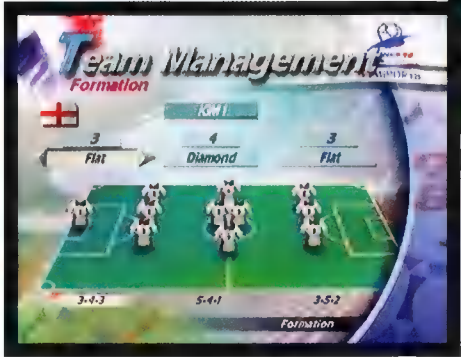 Team Management
Formation
3 4 3
Flat Diamond Flat
3-4-3 5-4-1 3-5-2
Formation